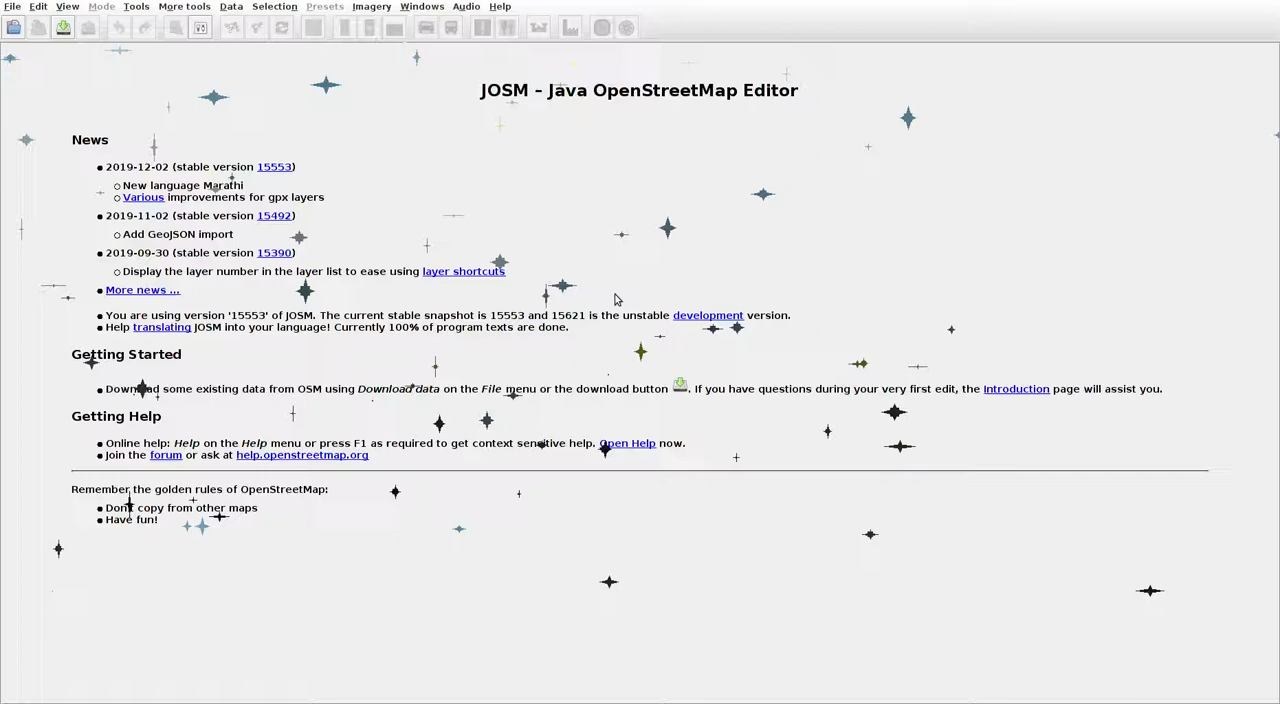 File Edit View Mode Tools More tools Data Selection Presets Imagery Windows Audio Help
JOSM – Java OpenStreetMap Editor
News
2019-12-02 (stable version 15553)
New language Marathi
Various improvements for gpx layers
2019-11-02 (stable version 15492)
Add GeoJSON import
2019-09-30 (stable version 15390)
Display the layer number in the layer list to ease using layer shortcuts
More news ...
You are using version '15553' of JOSM. The current stable snapshot is 15553 and 15621 is the unstable development version.
Help translating JOSM into your language! Currently 100% of program texts are done.
Getting Started
Download some existing data from OSM using Download data on the File menu or the download button . If you have questions during your very first edit, the Introduction page will assist you.
Getting Help
Online help: Help on the Help menu or press F1 as required to get context sensitive help. Open Help now.
Join the forum or ask at help.openstreetmap.org
Remember the golden rules of OpenStreetMap:
Don't copy from other maps
Have fun!